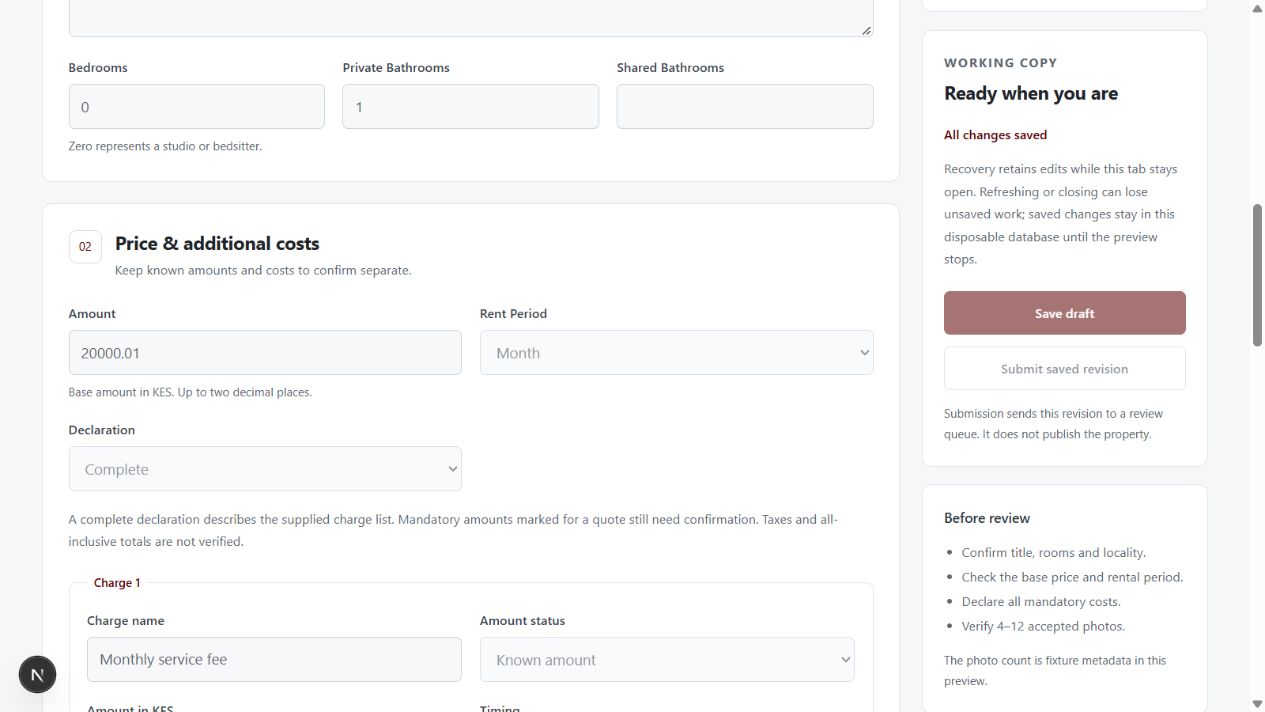 Bedrooms
Private Bathrooms
Shared Bathrooms
0
1
Zero represents a studio or bedsitter.
02
Price & additional costs
Keep known amounts and costs to confirm separate.
Amount
Rent Period
20000.01
Month
Base amount in KES. Up to two decimal places.
Declaration
Complete
A complete declaration describes the supplied charge list. Mandatory amounts marked for a quote still need confirmation. Taxes and all-
inclusive totals are not verified.
Charge 1
Charge name
Amount status
Monthly service fee
Known amount
Amount in KES
Timing
N
WORKING COPY
Ready when you are
All changes saved
Recovery retains edits while this tab stays
open. Refreshing or closing can lose
unsaved work; saved changes stay in this
disposable database until the preview
stops.
Save draft
Submit saved revision
Submission sends this revision to a review
queue. It does not publish the property.
Before review
• Confirm title, rooms and locality.
• Check the base price and rental period.
• Declare all mandatory costs.
• Verify 4–12 accepted photos.
The photo count is fixture metadata in this
preview.